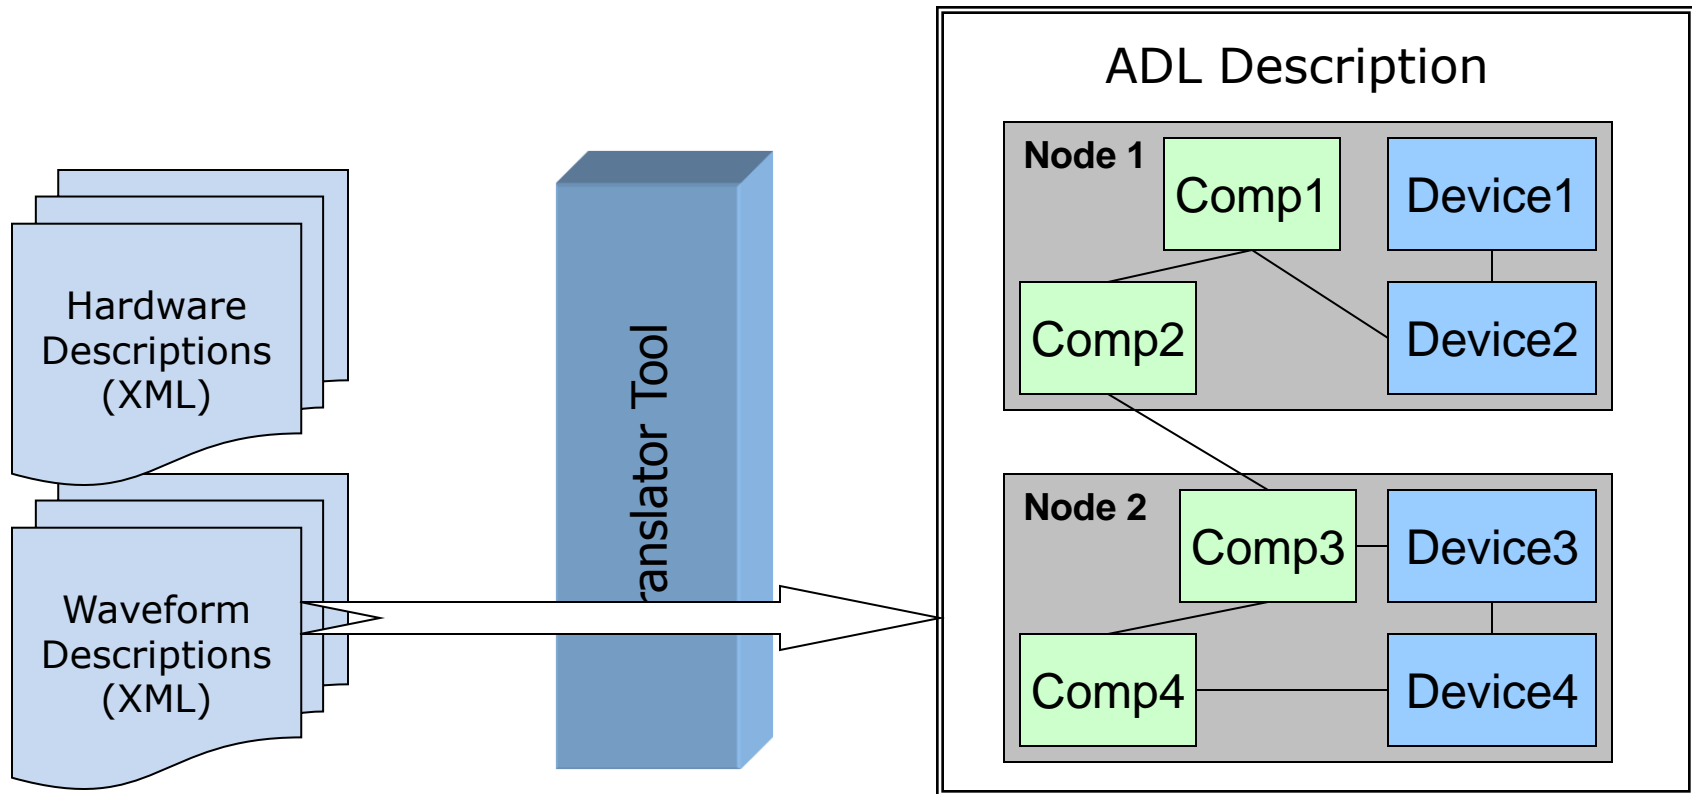 ADL Description
Node 1
Comp1
Device1
Comp2
Device2
Node 2
Comp3
Device3
Comp4
Device4
Hardware
Descriptions
(XML)
Waveform
Descriptions
(XML)
ranslator Tool